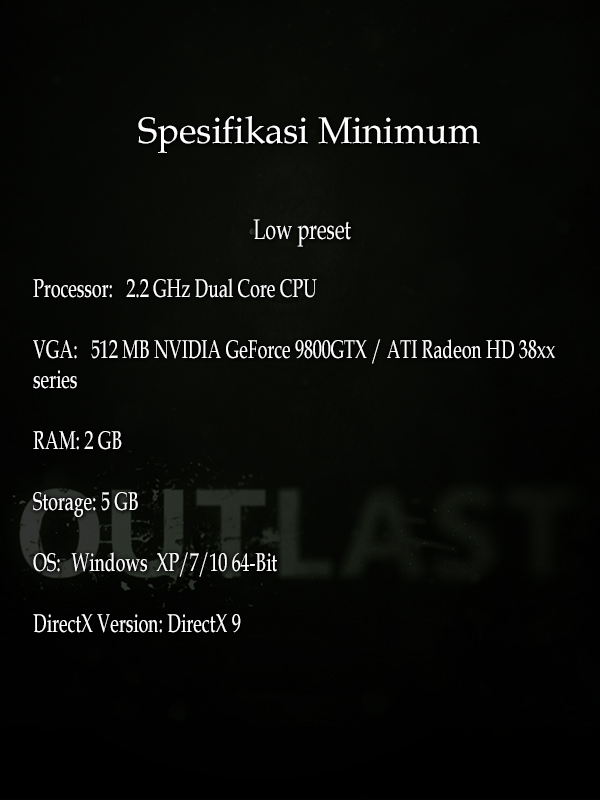 Spesifikasi Minimum
Low preset
Processor: 2.2 GHz Dual Core CPU
VGA: 512 MB NVIDIA GeForce 9800GTX / ATI Radeon HD 38xx
series
RAM: 2 GB
Storage: 5 GB
OUTLAST
OS: Windows XP/7/10 64-Bit
DirectX Version: DirectX 9